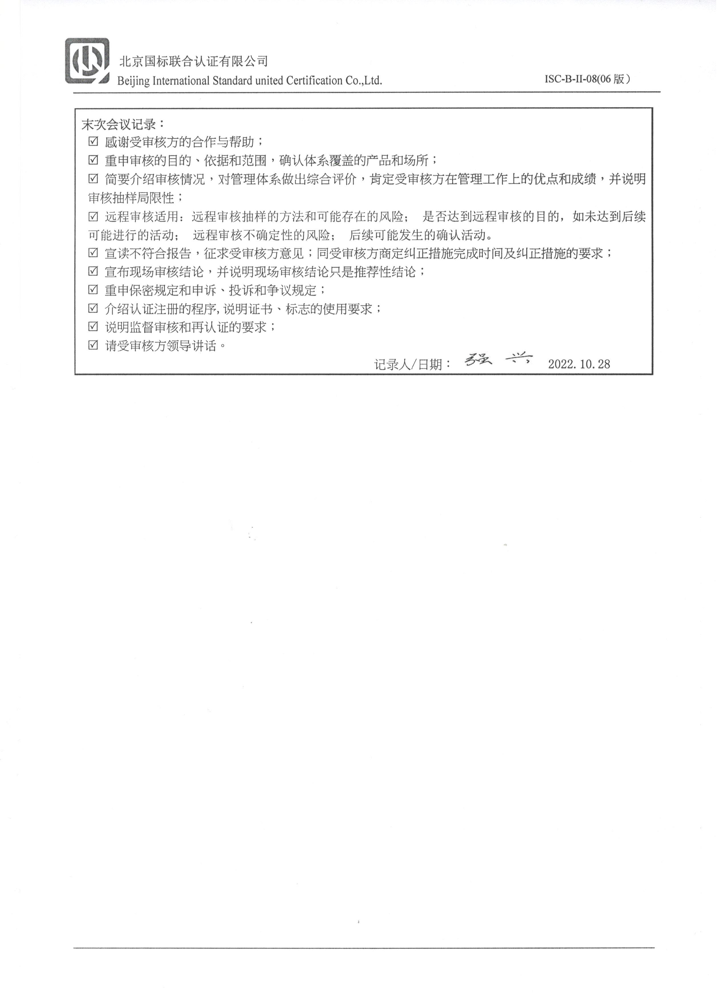 北京国标联合认证有限公司
Beijing International Standard united Certification Co.,Ltd.
ISC-B-II-08(06 版）
末次会议记录：
☑ 感谢受审核方的合作与帮助；
☑ 重申审核的目的、依据和范围，确认体系覆盖的产品和场所；
☑ 简要介绍审核情况，对管理体系做出综合评价，肯定受审核方在管理工作上的优点和成绩，并说明
审核抽样局限性；
☑ 远程审核适用：远程审核抽样的方法和可能存在的风险； 是否达到远程审核的目的，如未达到后续
可能进行的活动； 远程审核不确定性的风险； 后续可能发生的确认活动。
☑ 宣读不符合报告，征求受审核方意见；同受审核方商定纠正措施完成时间及纠正措施的要求；
☑ 宣布现场审核结论，并说明现场审核结论只是推荐性结论；
☑ 重申保密规定和申诉、投诉和争议规定；
☑ 介绍认证注册的程序, 说明证书、标志的使用要求；
☑ 说明监督审核和再认证的要求；
☑ 请受审核方领导讲话。
记录人/日期： 强 兴 2022. 10. 28